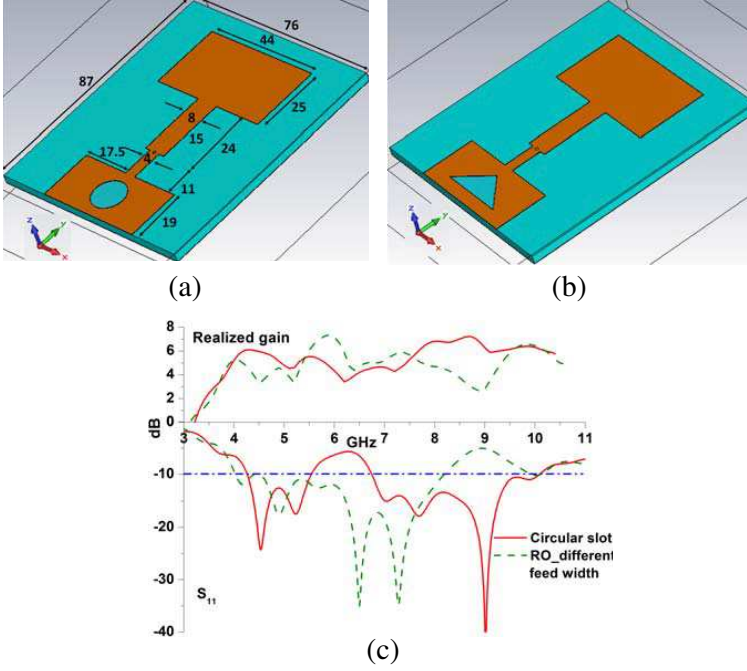 76
44
87
25
8
15
17.5
4
24
11
19
z
y
x
z
y
x
(a)
(b)
8
Realized gain
6
4
2
0
dB
3
4
5
GHz
6
7
8
9
10
11
-10
-20
Circular slot
RO_different
feed width
-30
S11
-40
(c)